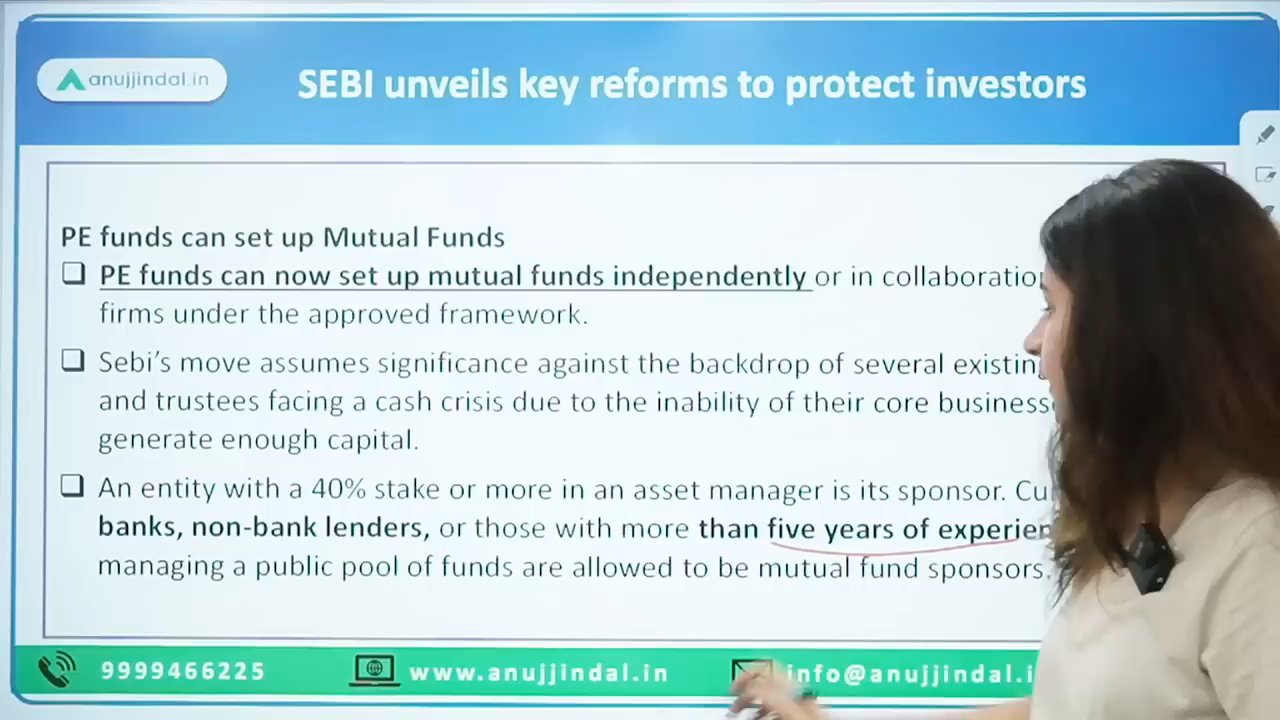 anujjindal.in
SEBI unveils key reforms to protect investors
PE funds can set up Mutual Funds
PE funds can now set up mutual funds independently or in
firms under the approved framework.
Sebi’s move assumes significance against the backdrop of several
and trustees facing a cash crisis due to the inability of their core
generate enough capital.
An entity with a 40% stake or more in an asset manager is its sponsor.
banks, non-bank lenders, or those with more than five years of
managing a public pool of funds are allowed to be mutual fund sponsors.
9999466225
www.anujjindal.in